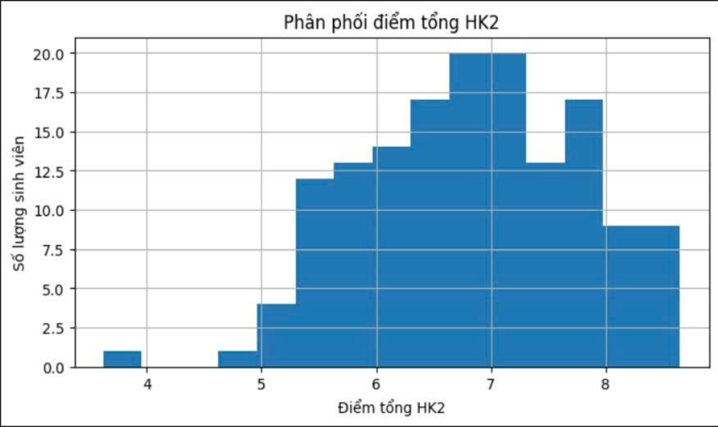 Phân phối điểm tổng HK2
20.0
17.5
15.0
12.5
10.0
7.5
5.0
2.5
0.0
Số lượng sinh viên
4 5 6 7 8
Điểm tổng HK2